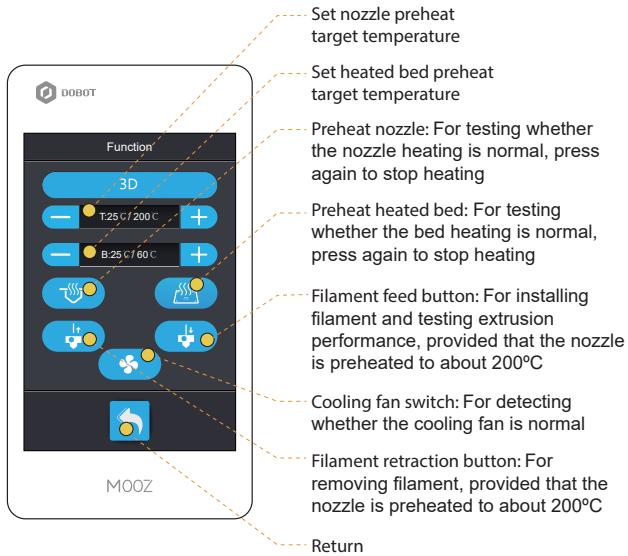 Set nozzle preheat
target temperature
Set heated bed preheat
target temperature
Preheat nozzle: For testing whether
the nozzle heating is normal, press
again to stop heating
Preheat heated bed: For testing
whether the bed heating is normal,
press again to stop heating
Filament feed button: For installing
filament and testing extrusion
performance, provided that the nozzle
is preheated to about 200ºC
Cooling fan switch: For detecting
whether the cooling fan is normal
Filament retraction button: For
removing filament, provided that the
nozzle is preheated to about 200ºC
Return
DOBOT
Function
3D
T:25 C / 200 C
B:25 C / 60 C
MOOZ